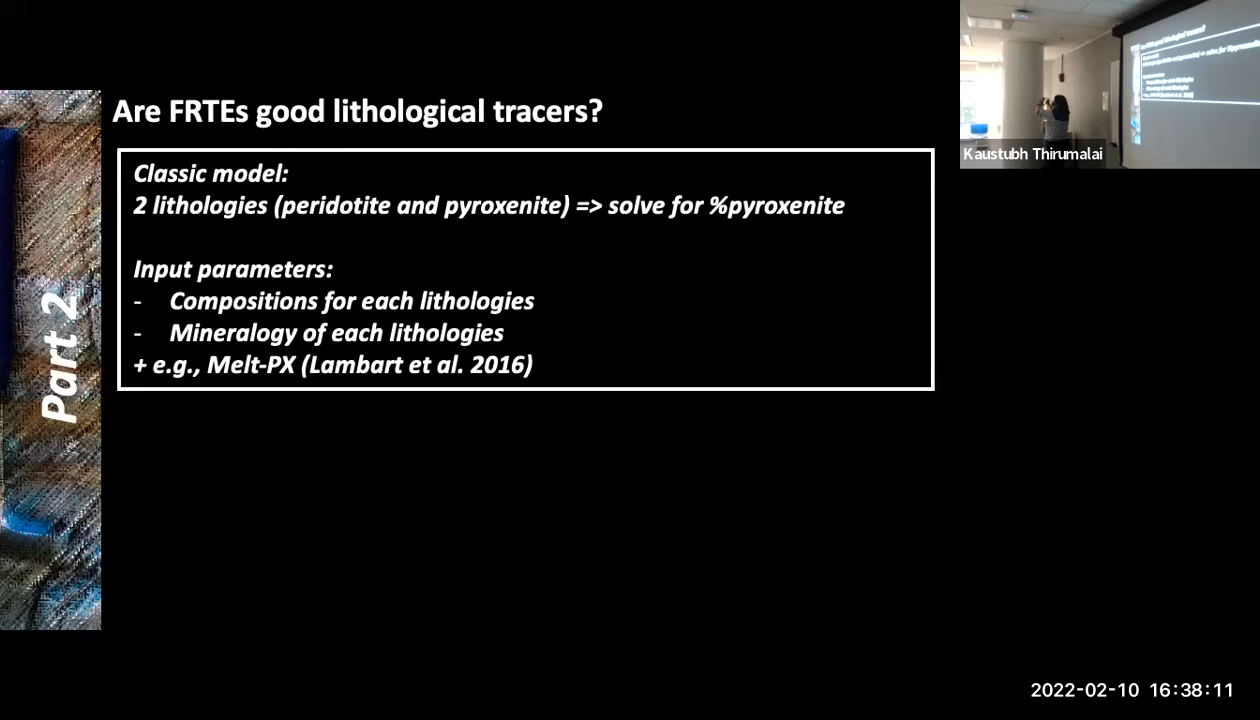 Are FRTEs good lithological tracers?
Classic model:
2 lithologies (peridotite and pyroxenite) => solve for %pyroxenite
Input parameters:
- Compositions for each lithologies
- Mineralogy of each lithologies
+ e.g., Melt-PX (Lambart et al. 2016)
Part 2
Kaustubh Thirumalai
2022-02-10 16:38:11